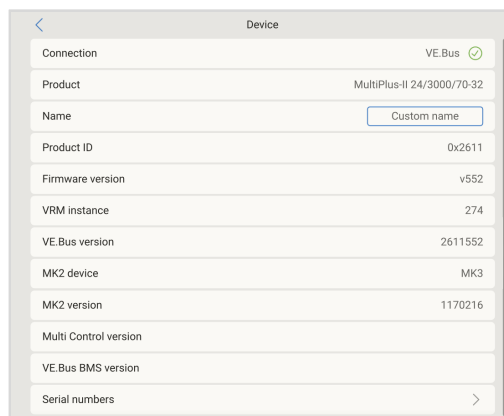 Device
Connection VE.Bus
Product MultiPlus-II 24/3000/70-32
Name Custom name
Product ID 0x2611
Firmware version v552
VRM instance 274
VE.Bus version 2611552
MK2 device MK3
MK2 version 1170216
Multi Control version
VE.Bus BMS version
Serial numbers